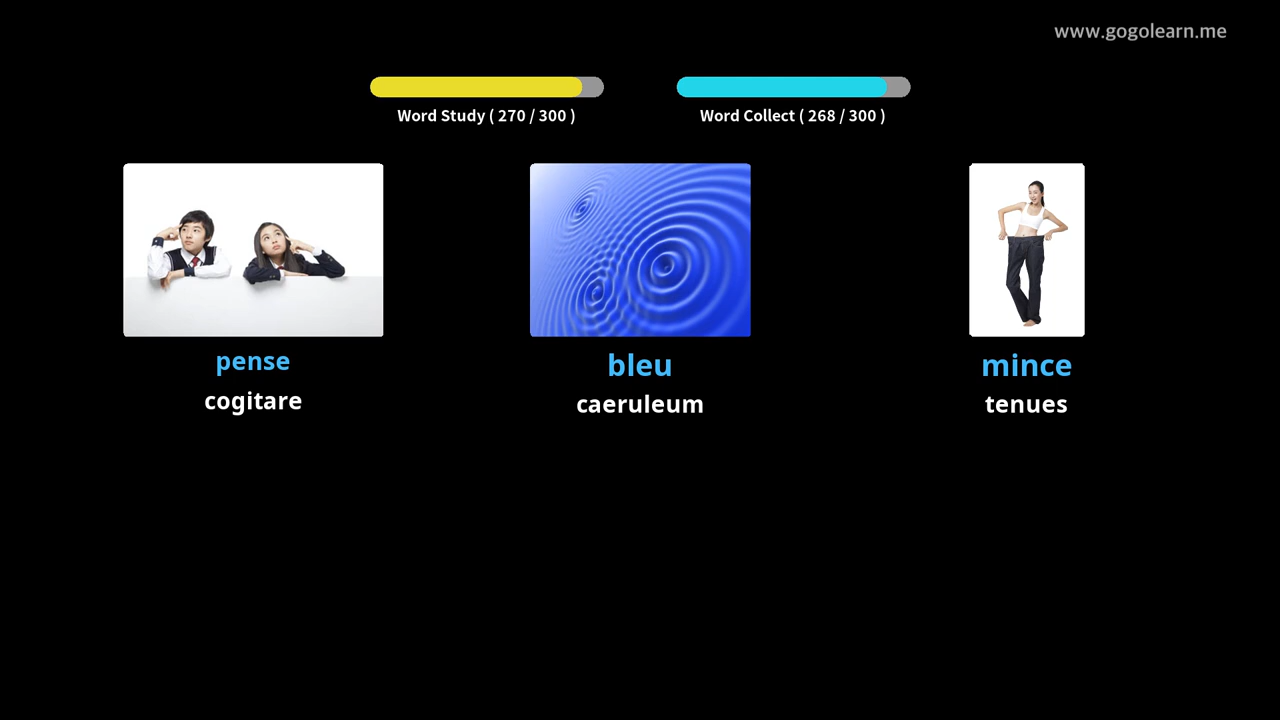 www.gogolearn.me
Word Study ( 270 / 300 )
Word Collect ( 268 / 300 )
pense
cogitare
bleu
caeruleum
mince
tenues